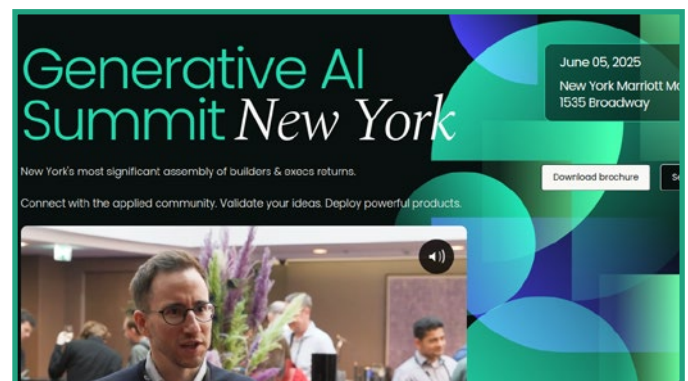 Generative AI
Summit New York
June 05, 2025
New York Marriott
1535 Broadway
New York's most significant assembly of builders & execs returns.
Download brochure
Connect with the applied community. Validate your ideas. Deploy powerful products.